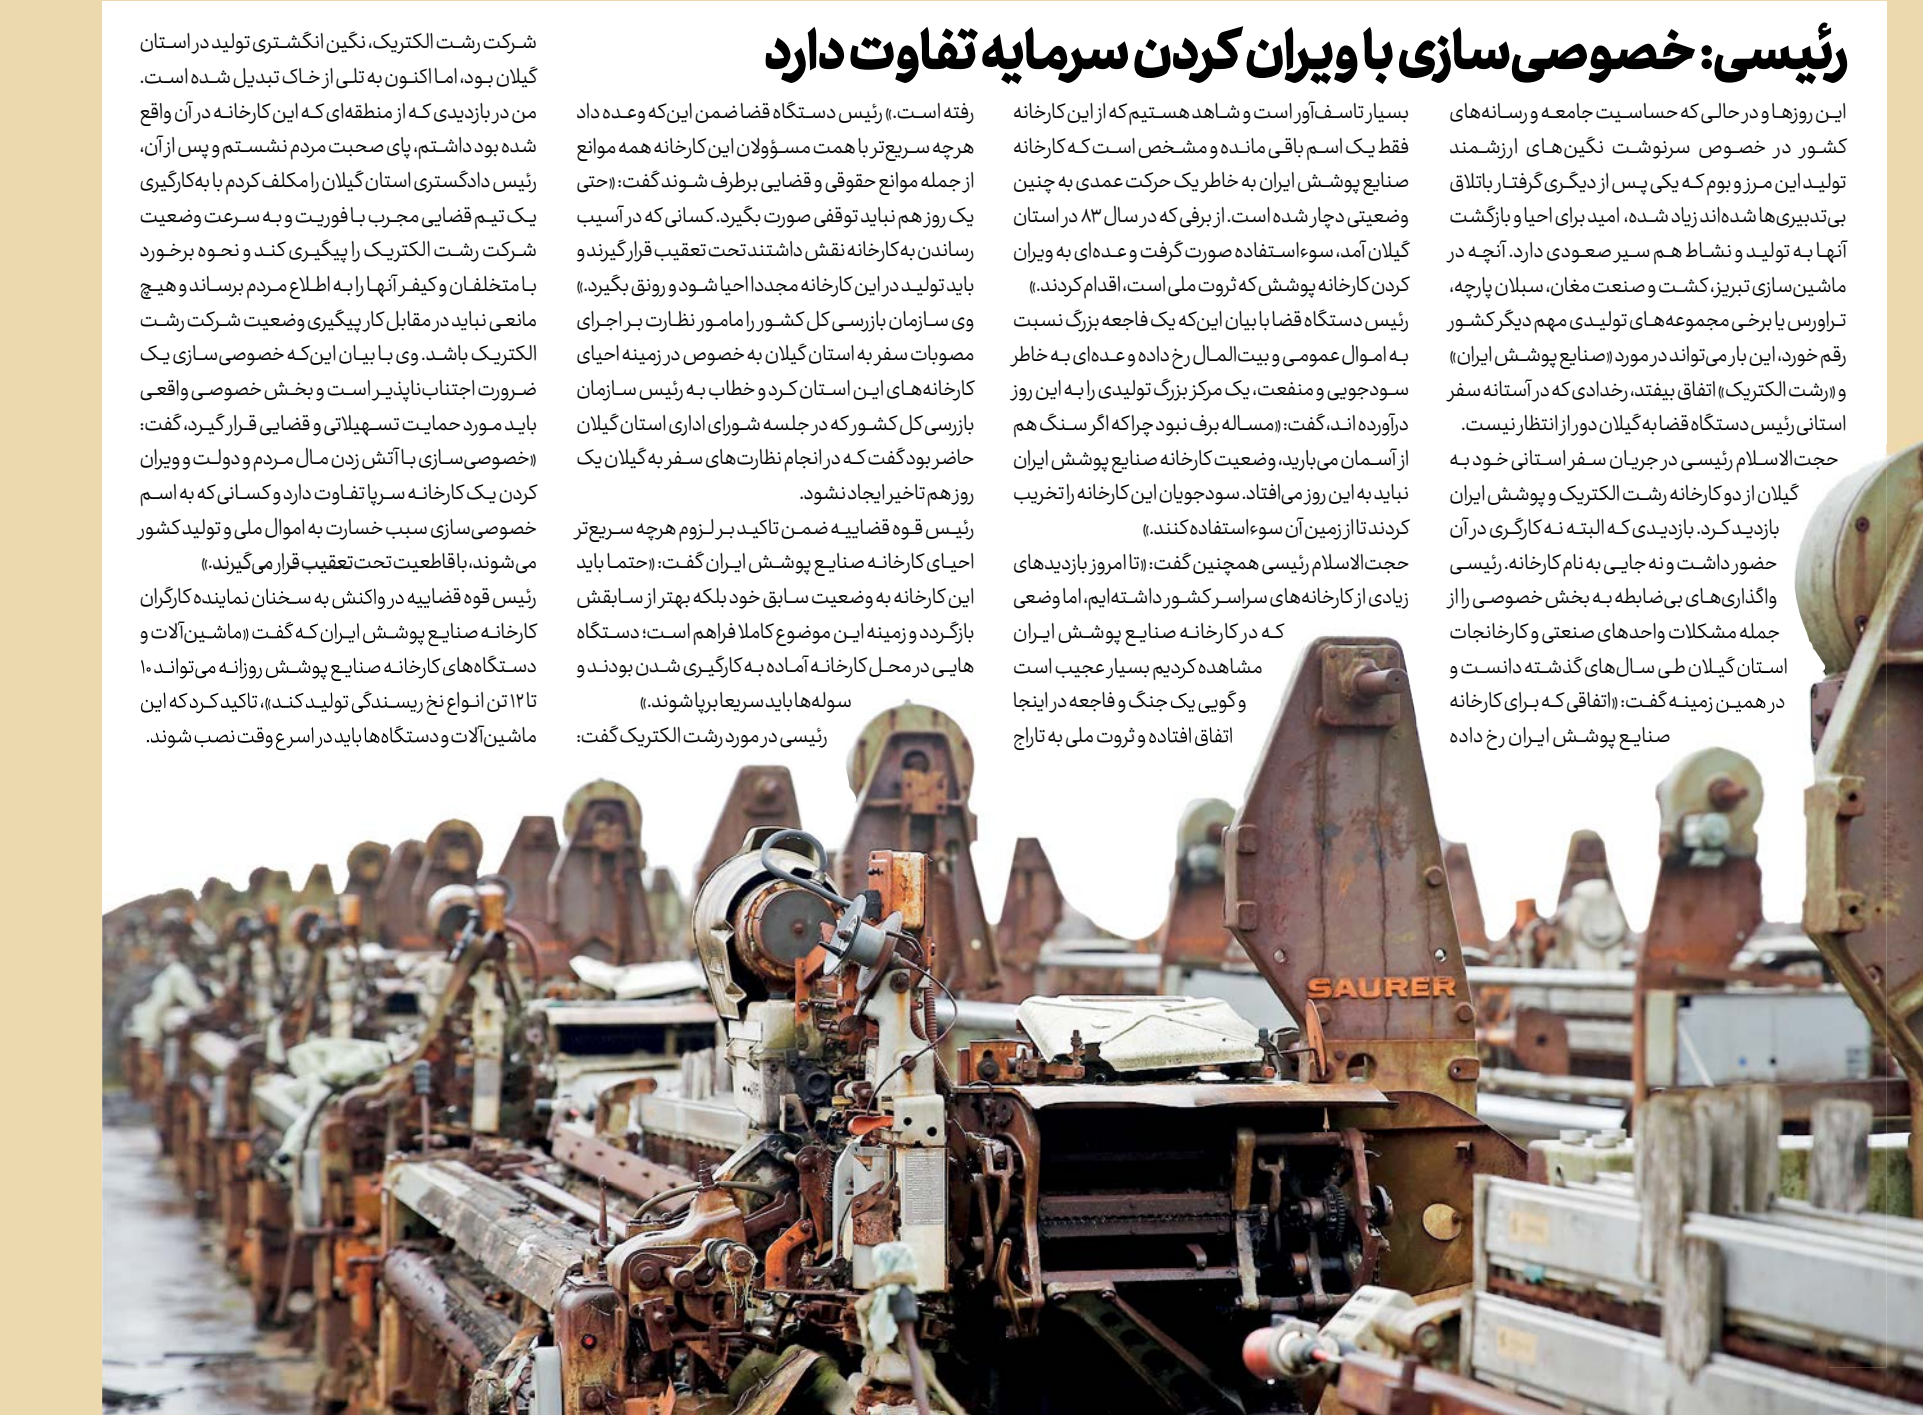 رئیسی: خصوصی‌سازی با ویران کردن سرمایه تفاوت دارد
این روزها و در حالی که حساسیت جامعه و رسانه‌های
کشور در خصوص سرنوشت نگین‌های ارزشمند
تولید این مرز و بوم که یکی پس از دیگری گرفتار باتلاق
بی‌تدبیری‌ها شده‌اند زیاد شده، امید برای احیا و بازگشت
آنها به تولید و نشاط هم سیر صعودی دارد. آنچه در
ماشین‌سازی تبریز، کشت و صنعت مغان، سبلان پارچه،
تراورس یا برخی مجموعه‌های تولیدی مهم دیگر کشور
رقم خورد، این بار می‌تواند در مورد «صنایع پوشش ایران»
و «رشت الکتریک» اتفاق بیفتد، رخدادی که در آستانه سفر
استانی رئیس دستگاه قضا به گیلان دور از انتظار نیست.
حجت‌الاسلام رئیسی در جریان سفر استانی خود به
گیلان از دو کارخانه رشت الکتریک و پوشش ایران
بازدید کرد. بازدیدی که البته نه کارگری در آن
حضور داشت و نه جایی به نام کارخانه. رئیسی
واگذاری‌های بی‌ضابطه به بخش خصوصی را از
جمله مشکلات واحدهای صنعتی و کارخانجات
استان گیلان طی سال‌های گذشته دانست و
در همین زمینه گفت: «اتفاقی که برای کارخانه
صنایع پوشش ایران رخ داده
بسیار تاسف‌آور است و شاهد هستیم که از این کارخانه
فقط یک اسم باقی مانده و مشخص است که کارخانه
صنایع پوشش ایران به خاطر یک حرکت عمدی به چنین
وضعیتی دچار شده است. از برفی که در سال ۸۳ در استان
گیلان آمد، سوءاستفاده صورت گرفت و عده‌ای به ویران
کردن کارخانه پوشش که ثروت ملی است، اقدام کردند.»
رئیس دستگاه قضا با بیان این‌که یک فاجعه بزرگ نسبت
به اموال عمومی و بیت‌المال رخ داده و عده‌ای به خاطر
سودجویی و منفعت، یک مرکز بزرگ تولیدی را به این روز
درآورده اند، گفت: «مساله برف نبود چراکه اگر سنگ هم
از آسمان می‌بارید، وضعیت کارخانه صنایع پوشش ایران
نباید به این روز می‌افتاد. سودجویان این کارخانه را تخریب
کردند تا از زمین آن سوءاستفاده کنند.»
حجت‌الاسلام رئیسی همچنین گفت: «تا امروز بازدیدهای
زیادی از کارخانه‌های سراسر کشور داشته‌ایم، اما وضعی
که در کارخانه صنایع پوشش ایران
مشاهده کردیم بسیار عجیب است
و گویی یک جنگ و فاجعه در اینجا
اتفاق افتاده و ثروت ملی به تاراج
رفته است.» رئیس دستگاه قضا ضمن این‌که وعده داد
هرچه سریع‌تر با همت مسؤولان این کارخانه همه موانع
از جمله موانع حقوقی و قضایی برطرف شوند گفت: «حتی
یک روز هم نباید توقفی صورت بگیرد. کسانی که در آسیب
رساندن به کارخانه نقش داشتند تحت تعقیب قرار گیرند و
باید تولید در این کارخانه مجددا احیا شود و رونق بگیرد.»
وی سازمان بازرسی کل کشور را مامور نظارت بر اجرای
مصوبات سفر به استان گیلان به خصوص در زمینه احیای
کارخانه‌های این استان کرد و خطاب به رئیس سازمان
بازرسی کل کشور که در جلسه شورای اداری استان گیلان
حاضر بود گفت که در انجام نظارت‌های سفر به گیلان یک
روز هم تاخیر ایجاد نشود.
رئیس قوه قضاییه ضمن تاکید بر لزوم هرچه سریع‌تر
احیای کارخانه صنایع پوشش ایران گفت: «حتما باید
این کارخانه به وضعیت سابق خود بلکه بهتر از سابقش
بازگردد و زمینه این موضوع کاملا فراهم است؛ دستگاه
هایی در محل کارخانه آماده به کارگیری شدن بودند و
سوله‌ها باید سریعا برپا شوند.»
رئیسی در مورد رشت الکتریک گفت:
شرکت رشت الکتریک، نگین انگشتری تولید در استان
گیلان بود، اما اکنون به تلی از خاک تبدیل شده است.
من در بازدیدی که از منطقه‌ای که این کارخانه در آن واقع
شده بود داشتم، پای صحبت مردم نشستم و پس از آن،
رئیس دادگستری استان گیلان را مکلف کردم با به‌کارگیری
یک تیم قضایی مجرب با فوریت و به سرعت وضعیت
شرکت رشت الکتریک را پیگیری کند و نحوه برخورد
با متخلفان و کیفر آنها را به اطلاع مردم برساند و هیچ
مانعی نباید در مقابل کار پیگیری وضعیت شرکت رشت
الکتریک باشد. وی با بیان این‌که خصوصی‌سازی یک
ضرورت اجتناب‌ناپذیر است و بخش خصوصی واقعی
باید مورد حمایت تسهیلاتی و قضایی قرار گیرد، گفت:
«خصوصی‌سازی با آتش زدن مال مردم و دولت و ویران
کردن یک کارخانه سرپا تفاوت دارد و کسانی که به اسم
خصوصی‌سازی سبب خسارت به اموال ملی و تولید کشور
می‌شوند، با قاطعیت تحت تعقیب قرار می‌گیرند.»
رئیس قوه قضاییه در واکنش به سخنان نماینده کارگران
کارخانه صنایع پوشش ایران که گفت «ماشین‌آلات و
دستگاه‌های کارخانه صنایع پوشش روزانه می‌تواند ۱۰
تا ۱۲ تن انواع نخ ریسندگی تولید کند»، تاکید کرد که این
ماشین‌آلات و دستگاه‌ها باید در اسرع وقت نصب شوند.
SAURER